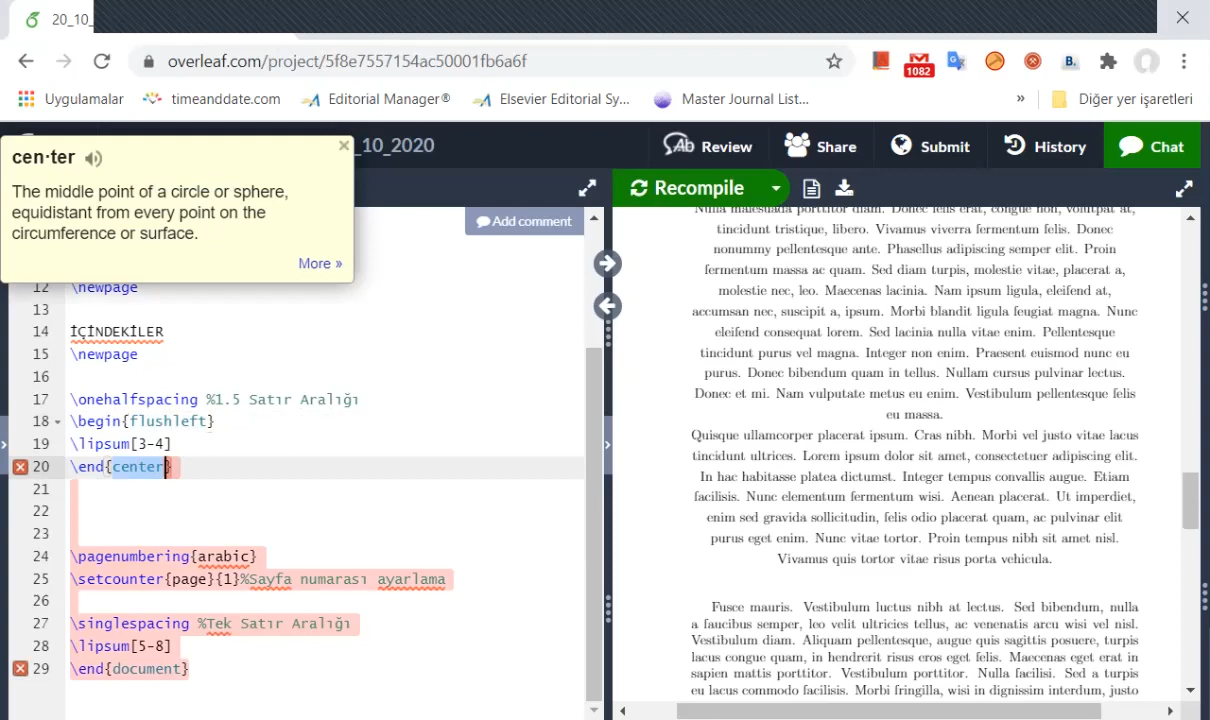 20_10_
overleaf.com/project/5f8e7557154ac50001fb6a6f
1082
B.
Uygulamalar
timeanddate.com
Editorial Manager®
Elsevier Editorial Sy...
Master Journal List...
»
Diğer yer işaretleri
cen·ter
The middle point of a circle or sphere,
equidistant from every point on the
circumference or surface.
More »
_10_2020
Review
Share
Submit
History
Chat
Recompile
Add comment
12 \newpage
13
14 İÇİNDEKİLER
15 \newpage
16
17 \onehalfspacing %1.5 Satır Aralığı
18 \begin{flushleft}
19 \lipsum[3-4]
20 \end{center}
21
22
23
24 \pagenumbering{arabic}
25 \setcounter{page}{1}%Sayfa numarası ayarlama
26
27 \singlespacing %Tek Satır Aralığı
28 \lipsum[5-8]
29 \end{document}
Nulla malesuada porttitor diam. Donec felis erat, congue non, volutpat at,
tincidunt tristique, libero. Vivamus viverra fermentum felis. Donec
nonummy pellentesque ante. Phasellus adipiscing semper elit. Proin
fermentum massa ac quam. Sed diam turpis, molestie vitae, placerat a,
molestie nec, leo. Maecenas lacinia. Nam ipsum ligula, eleifend at,
accumsan nec, suscipit a, ipsum. Morbi blandit ligula feugiat magna. Nunc
eleifend consequat lorem. Sed lacinia nulla vitae enim. Pellentesque
tincidunt purus vel magna. Integer non enim. Praesent euismod nunc eu
purus. Donec bibendum quam in tellus. Nullam cursus pulvinar lectus.
Donec et mi. Nam vulputate metus eu enim. Vestibulum pellentesque felis
eu massa.
Quisque ullamcorper placerat ipsum. Cras nibh. Morbi vel justo vitae lacus
tincidunt ultrices. Lorem ipsum dolor sit amet, consectetuer adipiscing elit.
In hac habitasse platea dictumst. Integer tempus convallis augue. Etiam
facilisis. Nunc elementum fermentum wisi. Aenean placerat. Ut imperdiet,
enim sed gravida sollicitudin, felis odio placerat quam, ac pulvinar elit
purus eget enim. Nunc vitae tortor. Proin tempus nibh sit amet nisl.
Vivamus quis tortor vitae risus porta vehicula.
Fusce mauris. Vestibulum luctus nibh at lectus. Sed bibendum, nulla
a faucibus semper, leo velit ultricies tellus, ac venenatis arcu wisi vel nisl.
Vestibulum diam. Aliquam pellentesque, augue quis sagittis posuere, turpis
lacus congue quam, in hendrerit risus eros eget felis. Maecenas eget erat in
sapien mattis porttitor. Vestibulum porttitor. Nulla facilisi. Sed a turpis
eu lacus commodo facilisis. Morbi fringilla, wisi in dignissim interdum, justo